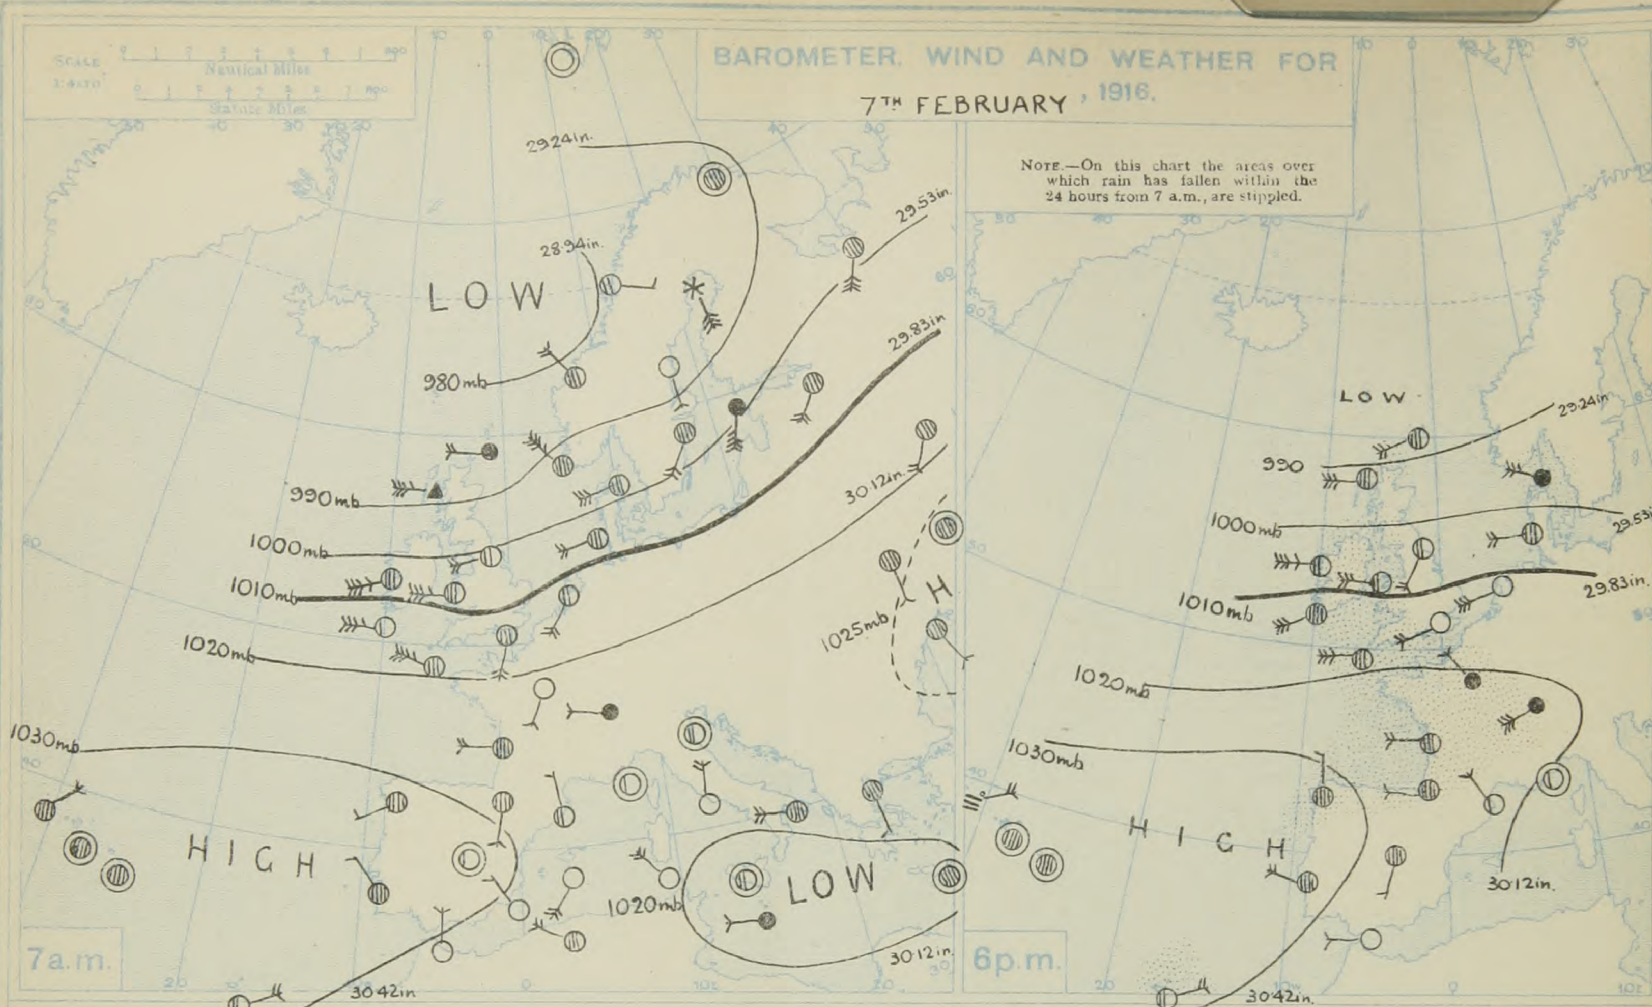 BAROMETER, WIND AND WEATHER FOR
7TH FEBRUARY, 1916.
NOTE.—On this chart the areas over
which rain has fallen within the
24 hours from 7 a.m., are stippled.
SCALE
Nautical Miles
Statute Miles
29.24in.
29.53in.
28.94in.
LOW
29.83in.
980mb
990mb
30.12in.
1000mb
1010mb
H
1025mb
1020mb
1030mb
HIGH
LOW
1020mb
30.12in.
30.42in
7a.m.
LOW
29.24in
990
1000mb
29.53in
1010mb
29.83in.
1020mb
1030mb
HIGH
30.12in.
30.42in.
6p.m.